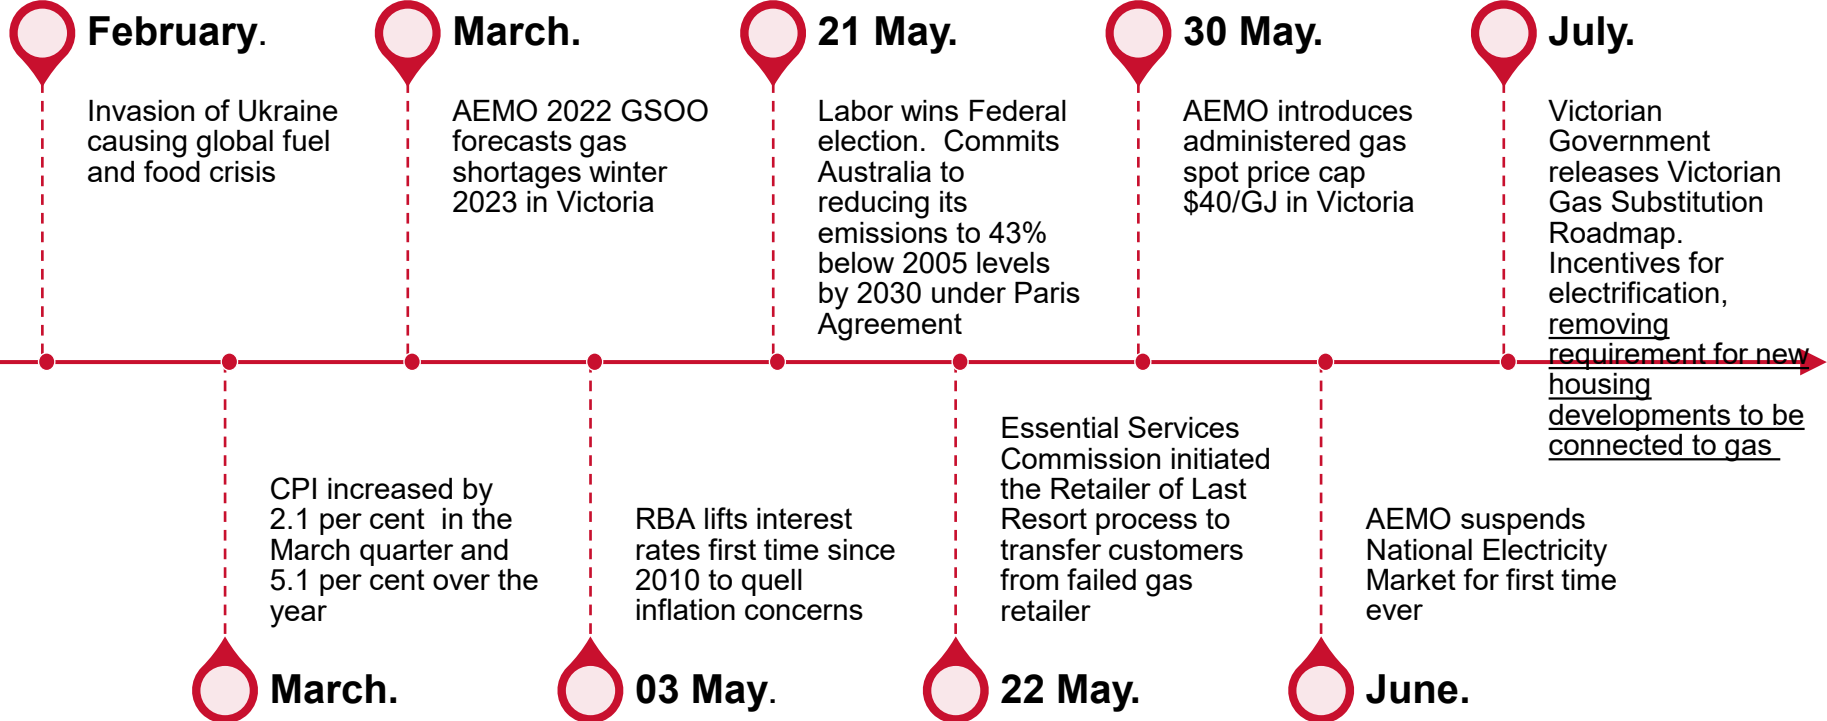 February.
Invasion of Ukraine
causing global fuel
and food crisis
March.
CPI increased by
2.1 per cent  in the
March quarter and
5.1 per cent over the
year
March.
AEMO 2022 GSOO
forecasts gas
shortages winter
2023 in Victoria
03 May.
RBA lifts interest
rates first time since
2010 to quell
inflation concerns
21 May.
Labor wins Federal
election.  Commits
Australia to
reducing its
emissions to 43%
below 2005 levels
by 2030 under Paris
Agreement
22 May.
Essential Services
Commission initiated
the Retailer of Last
Resort process to
transfer customers
from failed gas
retailer
30 May.
AEMO introduces
administered gas
spot price cap
$40/GJ in Victoria
June.
AEMO suspends
National Electricity
Market for first time
ever
July.
Victorian
Government
releases Victorian
Gas Substitution
Roadmap.
Incentives for
electrification,
removing
requirement for new
housing
developments to be
connected to gas